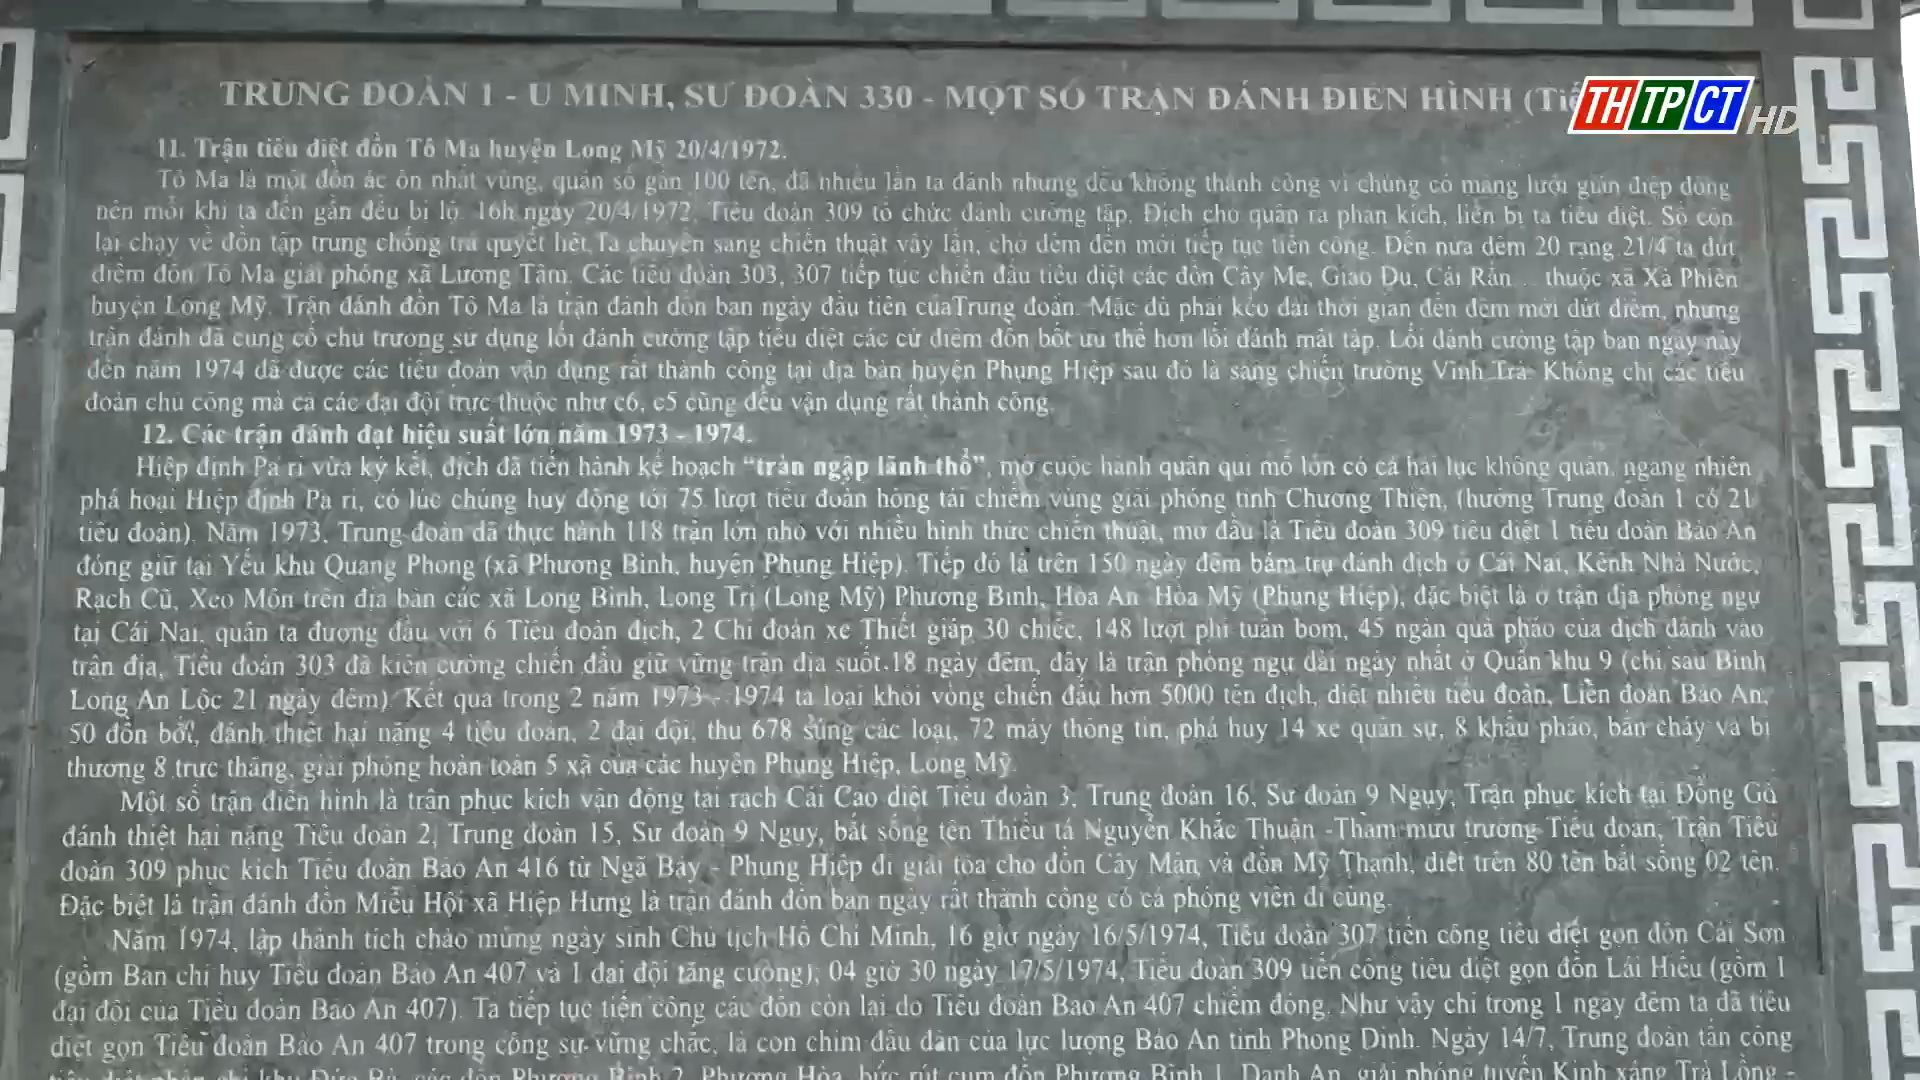 TRUNG ĐOÀN 1 - U MINH, SƯ ĐOÀN 330 - MỘT SỐ TRẬN ĐÁNH ĐIỂN HÌNH (Tiế
THTPCT HD
11. Trận tiêu diệt đồn Tô Ma huyện Long Mỹ 20/4/1972.
Tô Ma là một đồn ác ôn nhất vùng, quân số gần 100 tên, đã nhiều lần ta đánh nhưng đều không thành công vì chúng có mạng lưới gián điệp đông
nên mỗi khi ta đến gần đều bị lộ. 16h ngày 20/4/1972, Tiểu đoàn 309 tổ chức đánh cường tập. Địch cho quân ra phản kích, liền bị ta tiêu diệt. Số còn
lại chạy về đồn tập trung chống trả quyết liệt. Ta chuyển sang chiến thuật vây lấn, chờ đêm đến mới tiếp tục tiến công. Đến nửa đêm 20 rạng 21/4 ta dứt
điểm đồn Tô Ma giải phóng xã Lương Tâm. Các tiểu đoàn 303, 307 tiếp tục chiến đấu tiêu diệt các đồn Cây Me, Giao Du, Cái Rắn... thuộc xã Xà Phiên
huyện Long Mỹ. Trận đánh đồn Tô Ma là trận đánh đồn ban ngày đầu tiên củaTrung đoàn. Mặc dù phải kéo dài thời gian đến đêm mới dứt điểm, nhưng
trận đánh đã củng cố chủ trương sử dụng lối đánh cường tập tiêu diệt các cứ điểm đồn bốt ưu thế hơn lối đánh mật tập. Lối đánh cường tập ban ngày này
đến năm 1974 đã được các tiểu đoàn vận dụng rất thành công tại địa bàn huyện Phụng Hiệp sau đó là sang chiến trường Vĩnh Trà. Không chỉ các tiểu
đoàn chủ công mà cả các đại đội trực thuộc như c6, c5 cũng đều vận dụng rất thành công.
12. Các trận đánh đạt hiệu suất lớn năm 1973 - 1974.
Hiệp định Pa ri vừa ký kết, địch đã tiến hành kế hoạch “tràn ngập lãnh thổ”, mở cuộc hành quân qui mô lớn có cả hải lục không quân, ngang nhiên
phá hoại Hiệp định Pa ri, có lúc chúng huy động tới 75 lượt tiểu đoàn hòng tái chiếm vùng giải phóng tỉnh Chương Thiện, (hướng Trung đoàn 1 có 21
tiểu đoàn). Năm 1973, Trung đoàn đã thực hành 118 trận lớn nhỏ với nhiều hình thức chiến thuật, mở đầu là Tiểu đoàn 309 tiêu diệt 1 tiểu đoàn Bảo An
đóng giữ tại Yếu khu Quang Phong (xã Phương Bình, huyện Phụng Hiệp). Tiếp đó là trên 150 ngày đêm bám trụ đánh địch ở Cái Nai, Kênh Nhà Nước,
Rạch Cũ, Xẻo Môn trên địa bàn các xã Long Bình, Long Trị (Long Mỹ) Phương Bình, Hòa An, Hòa Mỹ (Phụng Hiệp), đặc biệt là ở trận địa phòng ngự
tại Cái Nai, quân ta đương đầu với 6 Tiểu đoàn địch, 2 Chi đoàn xe Thiết giáp 30 chiếc, 148 lượt phi tuần bom, 45 ngàn quả pháo của địch đánh vào
trận địa, Tiểu đoàn 303 đã kiên cường chiến đấu giữ vững trận địa suốt 18 ngày đêm, đây là trận phòng ngự dài ngày nhất ở Quân khu 9 (chỉ sau Bình
Long An Lộc 21 ngày đêm). Kết quả trong 2 năm 1973 - 1974 ta loại khỏi vòng chiến đấu hơn 5000 tên địch, diệt nhiều tiểu đoàn, Liên đoàn Bảo An,
50 đồn bốt, đánh thiệt hại nặng 4 tiểu đoàn, 2 đại đội, thu 678 súng các loại, 72 máy thông tin, phá hủy 14 xe quân sự, 8 khẩu pháo, bắn cháy và bị
thương 8 trực thăng, giải phóng hoàn toàn 5 xã của các huyện Phụng Hiệp, Long Mỹ.
Một số trận điển hình là trận phục kích vận động tại rạch Cái Cao diệt Tiểu đoàn 3, Trung đoàn 16, Sư đoàn 9 Ngụy, Trận phục kích tại Đồng Gò
đánh thiệt hại nặng Tiểu đoàn 2, Trung đoàn 15, Sư đoàn 9 Ngụy, bắt sống tên Thiếu tá Nguyễn Khắc Thuận -Tham mưu trưởng Tiểu đoàn, Trận Tiểu
đoàn 309 phục kích Tiểu đoàn Bảo An 416 từ Ngã Bảy - Phụng Hiệp đi giải tỏa cho đồn Cây Mận và đồn Mỹ Thạnh, diệt trên 80 tên bắt sống 02 tên.
Đặc biệt là trận đánh đồn Miễu Hội xã Hiệp Hưng là trận đánh đồn ban ngày rất thành công có cả phóng viên đi cùng.
Năm 1974, lập thành tích chào mừng ngày sinh Chủ tịch Hồ Chí Minh, 16 giờ ngày 16/5/1974, Tiểu đoàn 307 tiến công tiêu diệt gọn đồn Cái Sơn
(gồm Ban chỉ huy Tiểu đoàn Bảo An 407 và 1 đại đội tăng cường); 04 giờ 30 ngày 17/5/1974, Tiểu đoàn 309 tiến công tiêu diệt gọn đồn Lái Hiếu (gồm 1
đại đội của Tiểu đoàn Bảo An 407). Ta tiếp tục tiến công các đồn còn lại do Tiểu đoàn Bảo An 407 chiếm đóng. Như vậy chỉ trong 1 ngày đêm ta đã tiêu
diệt gọn Tiểu đoàn Bảo An 407 trong công sự vững chắc, là con chim đầu đàn của lực lượng Bảo An tỉnh Phong Dinh. Ngày 14/7, Trung đoàn tấn công
tiêu diệt phân chi khu Đức Bà, các đồn Phương Bình 2, Phương Hòa, bức rút cụm đồn Phương Bình 1, Danh An, giải phóng tuyến Kinh xáng Trà Lồng -